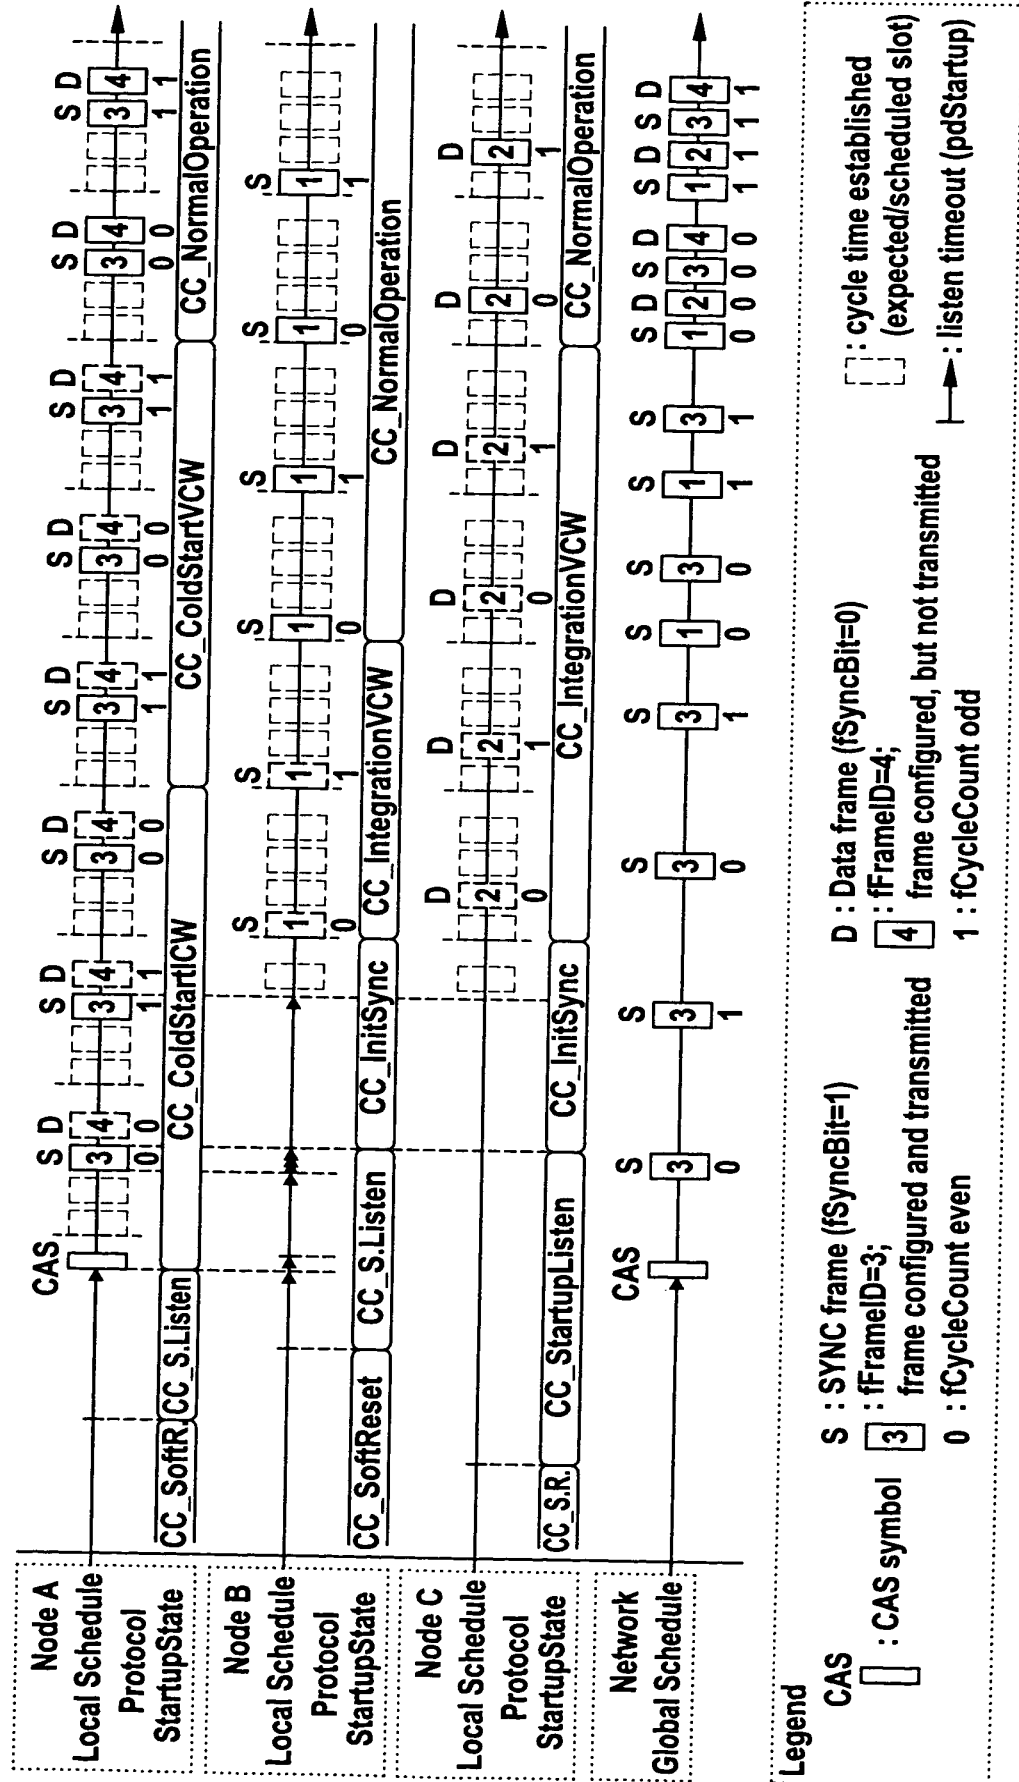 Node A
CAS S D S D S D S D S D S D S D S D
Local Schedule 3 4 3 4 3 4 3 4 3 4 3 4 3 4 3 4
0 0 1 1 0 0 1 1 0 0 1 1 0 0 1 1
Protocol
StartupState
CC_SoftR. CC_S.Listen CC_ColdStartICW CC_ColdStartVCW CC_NormalOperation
Node B
S S S S S S
Local Schedule 1 1 1 1 1 1
0 1 0 1 0 1
Protocol
StartupState
CC_SoftReset CC_S.Listen CC_InitSync CC_IntegrationVCW CC_NormalOperation
Node C
D D D D D D
Local Schedule 2 2 2 2 2 2
0 1 0 1 0 1
Protocol
StartupState
CC_S.R. CC_StartupListen CC_InitSync CC_IntegrationVCW CC_NormalOperation
Network
CAS S S S S S S S S S D S D S D S D
Global Schedule 3 3 3 3 1 3 1 3 1 2 3 4 1 2 3 4
0 1 0 1 0 0 1 1 0 0 0 0 1 1 1 1
Legend
CAS
: CAS symbol
S : SYNC frame (fSyncBit=1)
3 : fFrameID=3;
frame configured and transmitted
0 : fCycleCount even
D : Data frame (fSyncBit=0)
4 : fFrameID=4;
frame configured, but not transmitted
1 : fCycleCount odd
: cycle time established
(expected/scheduled slot)
: listen timeout (pdStartup)